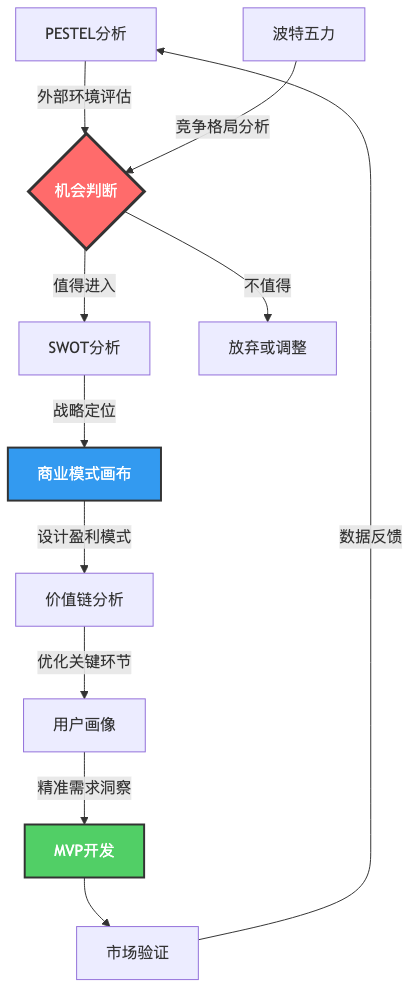 PESTEL分析
波特五力
外部环境评估
竞争格局分析
机会判断
值得进入
不值得
SWOT分析
放弃或调整
战略定位
商业模式画布
设计盈利模式
数据反馈
价值链分析
优化关键环节
用户画像
精准需求洞察
MVP开发
市场验证